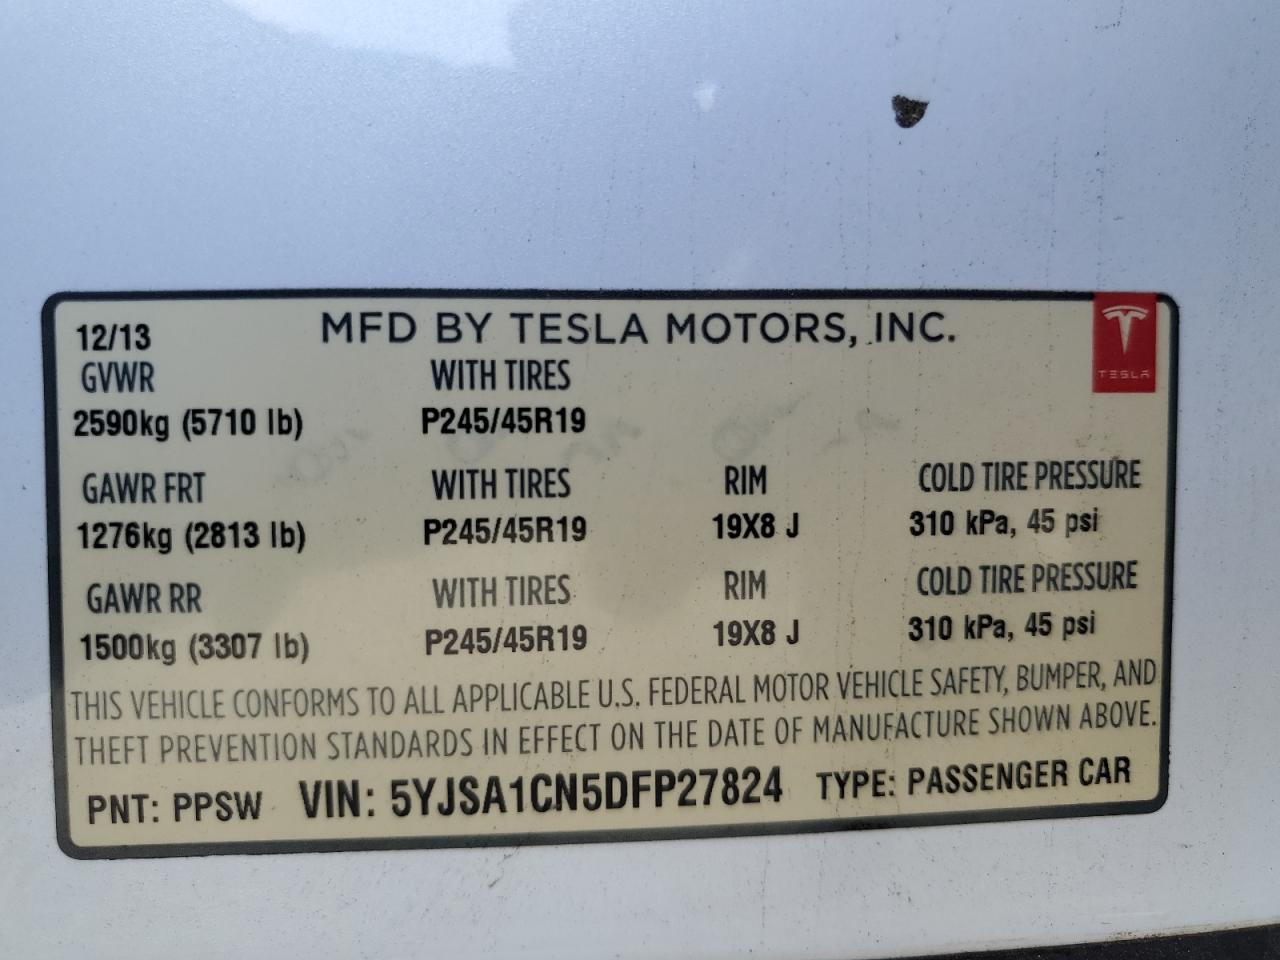 12/13 MFD BY TESLA MOTORS, INC.
TESLA
GVWR WITH TIRES
2590kg (5710 lb) P245/45R19
GAWR FRT WITH TIRES RIM COLD TIRE PRESSURE
1276kg (2813 lb) P245/45R19 19X8 J 310 kPa, 45 psi
GAWR RR WITH TIRES RIM COLD TIRE PRESSURE
1500kg (3307 lb) P245/45R19 19X8 J 310 kPa, 45 psi
THIS VEHICLE CONFORMS TO ALL APPLICABLE U.S. FEDERAL MOTOR VEHICLE SAFETY, BUMPER, AND
THEFT PREVENTION STANDARDS IN EFFECT ON THE DATE OF MANUFACTURE SHOWN ABOVE.
PNT: PPSW VIN: 5YJSA1CN5DFP27824 TYPE: PASSENGER CAR